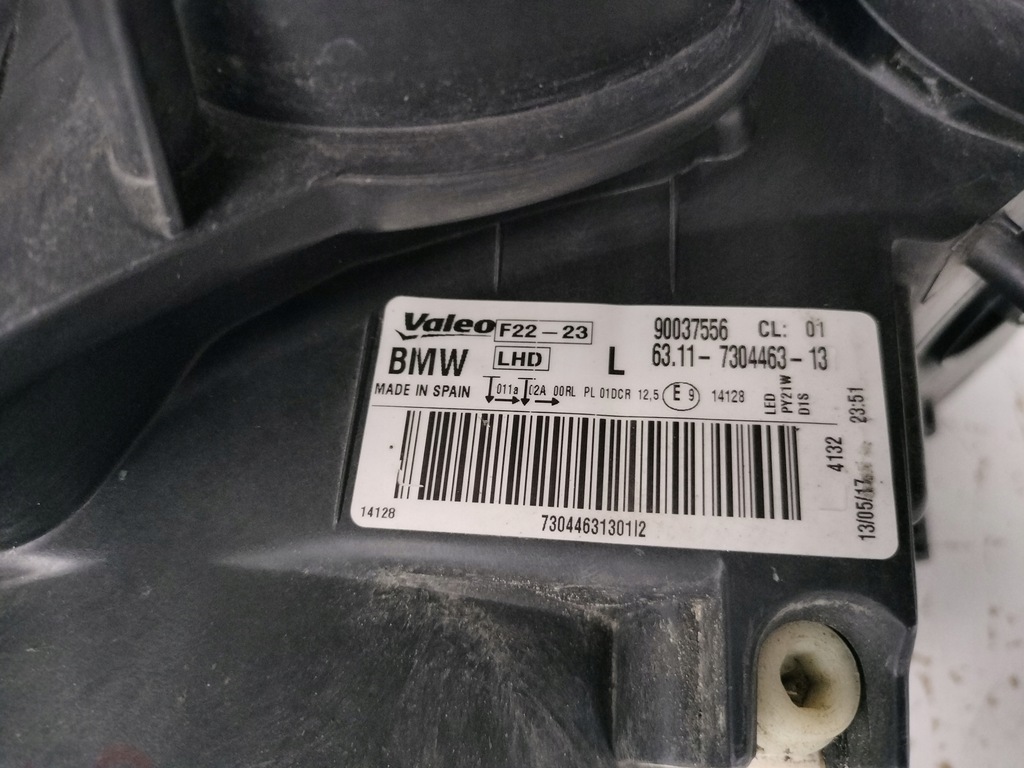 Valeo F22-23 90037556 CL: 01
BMW LHD L 63.11-7304463-13
MADE IN SPAIN 011a 02A 00RL PL 01DCR 12,5 E 9 14128
LED
PY21W
D1S
23:51
4132
13/05/17
14128
73044631301I2